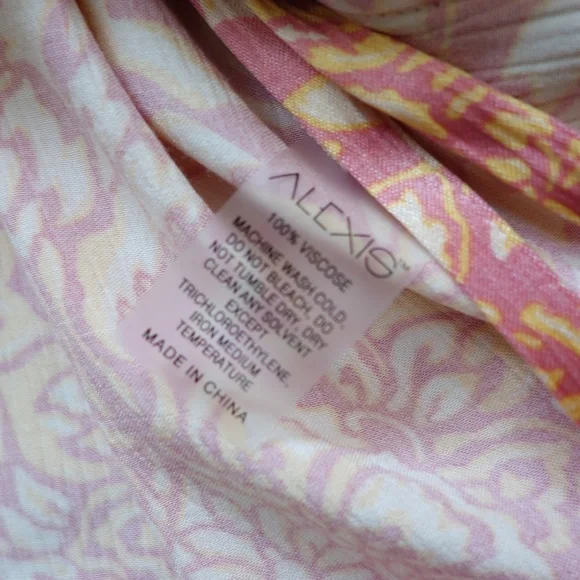 ALEXIS™
100% VISCOSE
MACHINE WASH COLD,
DO NOT BLEACH, DO
NOT TUMBLE DRY, DRY
CLEAN ANY SOLVENT
EXCEPT
TRICHLOROETHYLENE,
IRON MEDIUM
TEMPERATURE
MADE IN CHINA